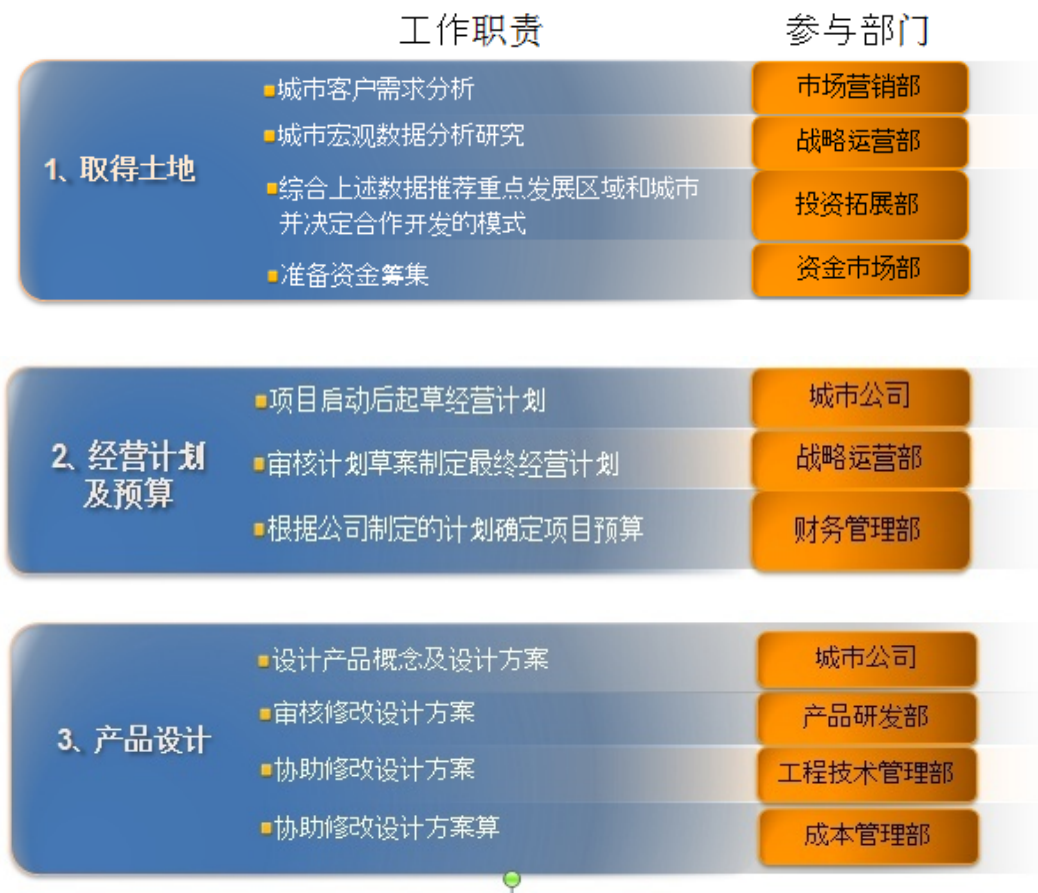 工作职责 参与部门
■城市客户需求分析 市场营销部
■城市宏观数据分析研究 战略运营部
1、取得土地
■综合上述数据推荐重点发展区域和城市
并决定合作开发的模式 投资拓展部
■准备资金筹集 资金市场部
■项目启动后起草经营计划 城市公司
2、经营计划
及预算
■审核计划草案制定最终经营计划 战略运营部
■根据公司制定的计划确定项目预算 财务管理部
■设计产品概念及设计方案 城市公司
■审核修改设计方案 产品研发部
3、产品设计
■协助修改设计方案 工程技术管理部
■协助修改设计方案算 成本管理部